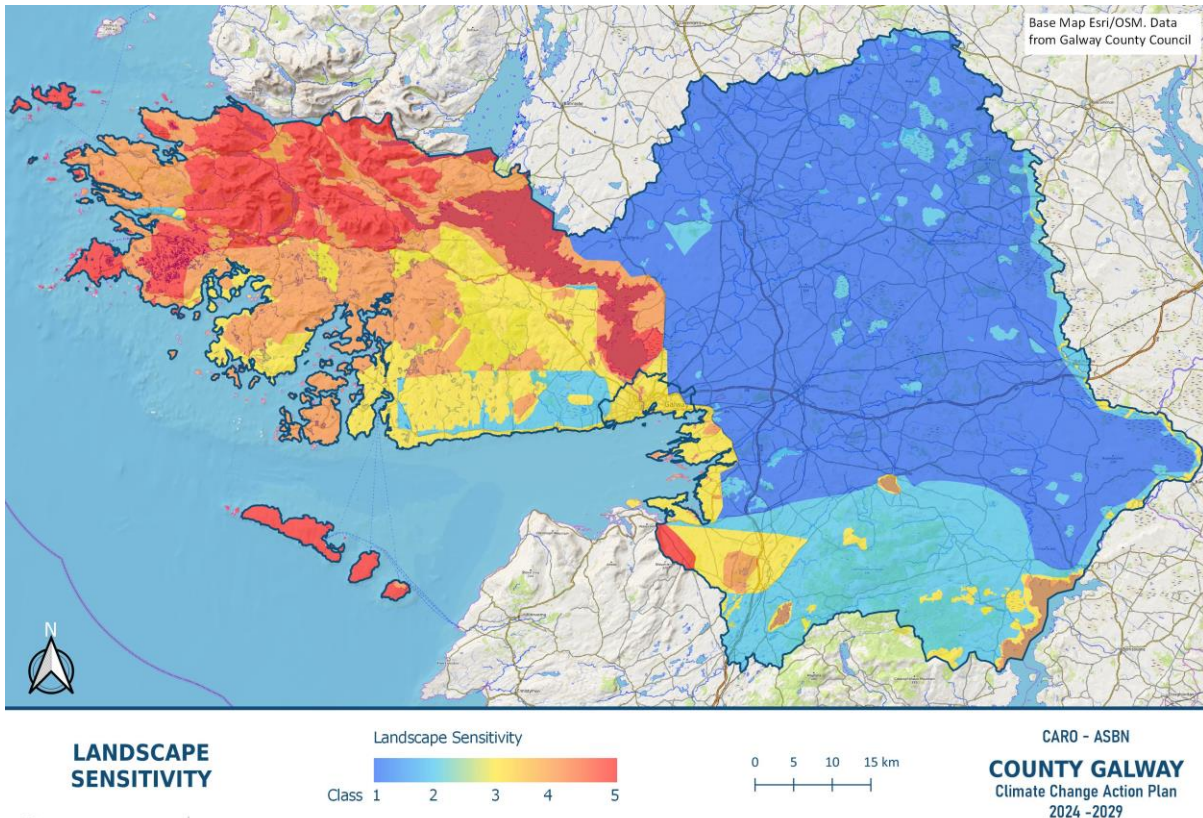 Base Map Esri/OSM. Data
from Galway County Council
Galway
N
LANDSCAPE
SENSITIVITY
Landscape Sensitivity
Class 1 2 3 4 5
0 5 10 15 km
CARO - ASBN
COUNTY GALWAY
Climate Change Action Plan
2024 -2029